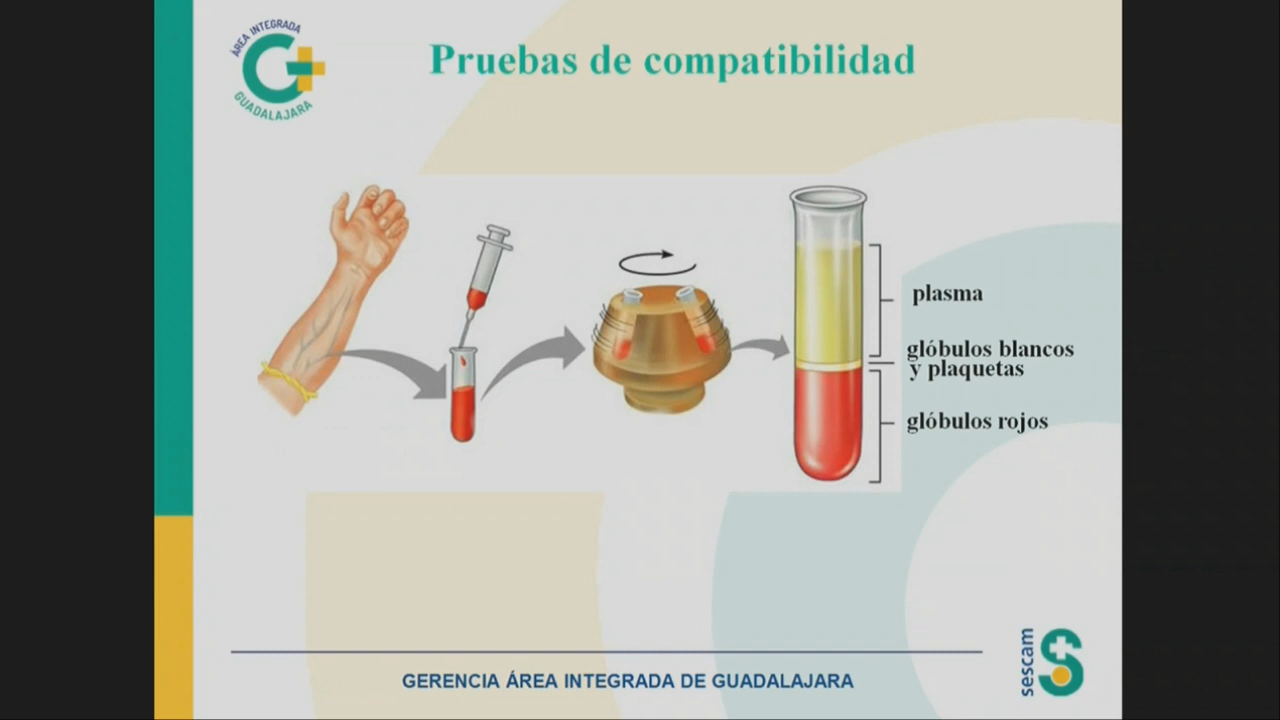 ÁREA INTEGRADA
GUADALAJARA
Pruebas de compatibilidad
plasma
glóbulos blancos
y plaquetas
glóbulos rojos
GERENCIA ÁREA INTEGRADA DE GUADALAJARA
sescam